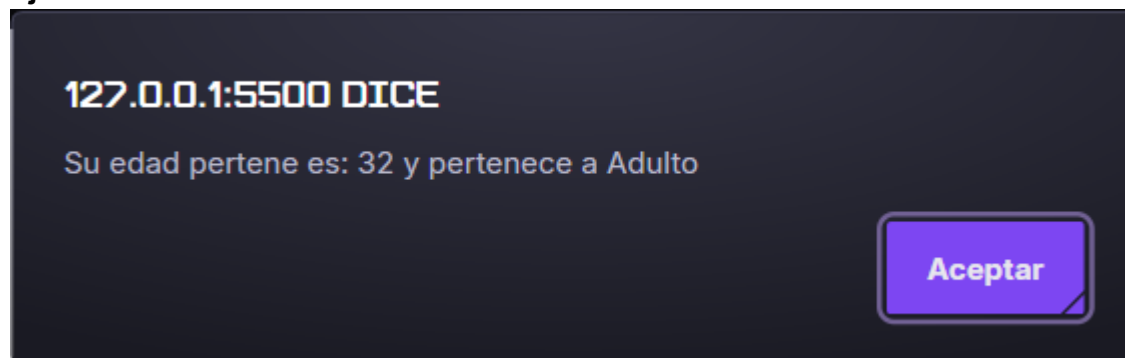 127.0.0.1:5500 DICE
Su edad pertene es: 32 y pertenece a Adulto
Aceptar